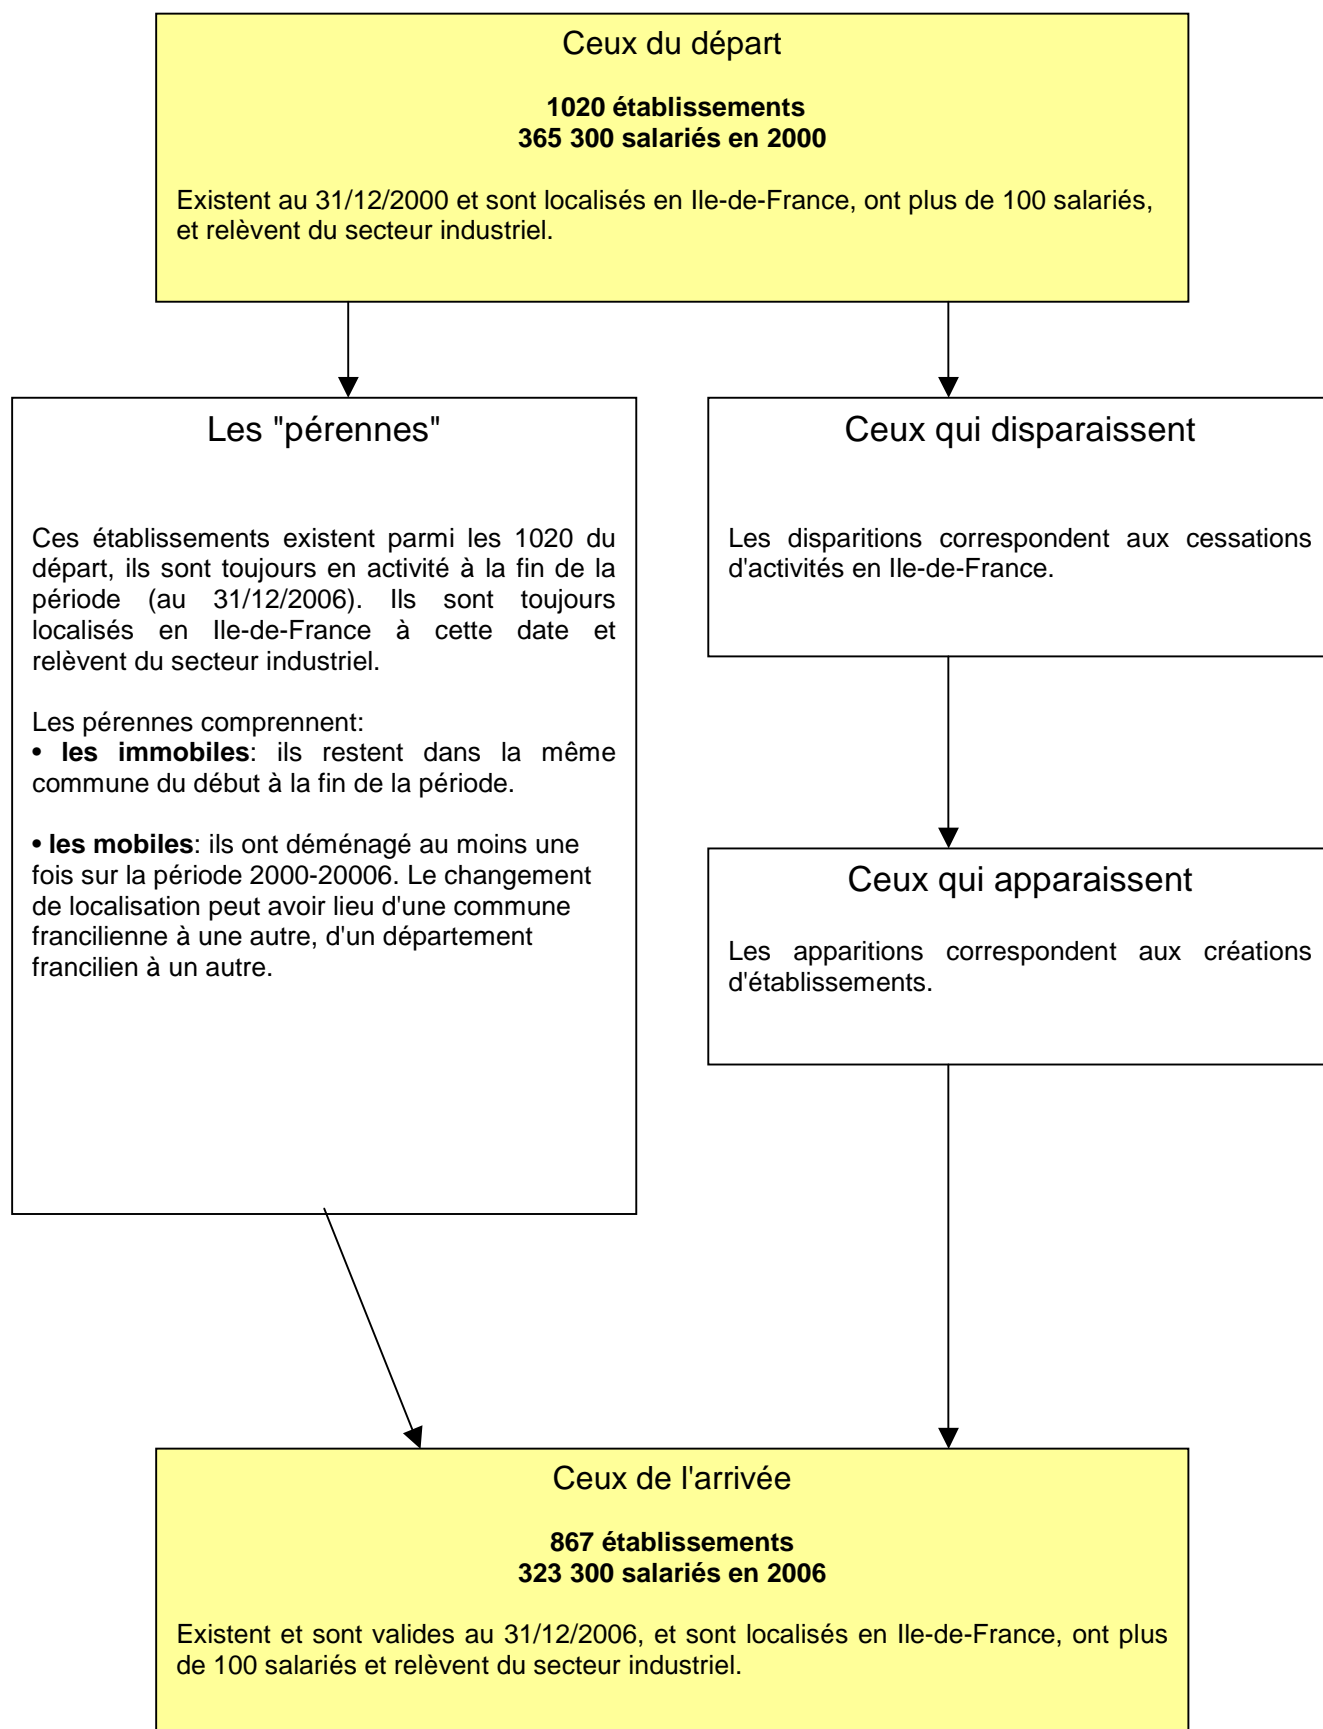 Ceux du départ
1020 établissements
365 300 salariés en 2000
Existent au 31/12/2000 et sont localisés en Ile-de-France, ont plus de 100 salariés,
et relèvent du secteur industriel.
Les "pérennes"
Ces établissements existent parmi les 1020 du
départ, ils sont toujours en activité à la fin de la
période (au 31/12/2006). Ils sont toujours
localisés en Ile-de-France à cette date et
relèvent du secteur industriel.
Les pérennes comprennent:
• les immobiles: ils restent dans la même
commune du début à la fin de la période.
• les mobiles: ils ont déménagé au moins une
fois sur la période 2000-20006. Le changement
de localisation peut avoir lieu d'une commune
francilienne à une autre, d'un département
francilien à un autre.
Ceux qui disparaissent
Les disparitions correspondent aux cessations
d'activités en Ile-de-France.
Ceux qui apparaissent
Les apparitions correspondent aux créations
d'établissements.
Ceux de l'arrivée
867 établissements
323 300 salariés en 2006
Existent et sont valides au 31/12/2006, et sont localisés en Ile-de-France, ont plus
de 100 salariés et relèvent du secteur industriel.